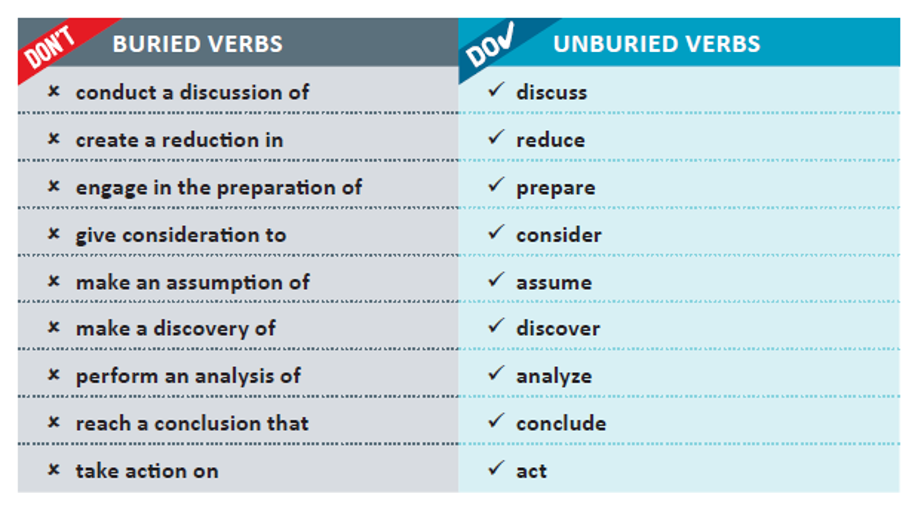 DON'T BURIED VERBS DO✓ UNBURIED VERBS
✘ conduct a discussion of ✓ discuss
✘ create a reduction in ✓ reduce
✘ engage in the preparation of ✓ prepare
✘ give consideration to ✓ consider
✘ make an assumption of ✓ assume
✘ make a discovery of ✓ discover
✘ perform an analysis of ✓ analyze
✘ reach a conclusion that ✓ conclude
✘ take action on ✓ act